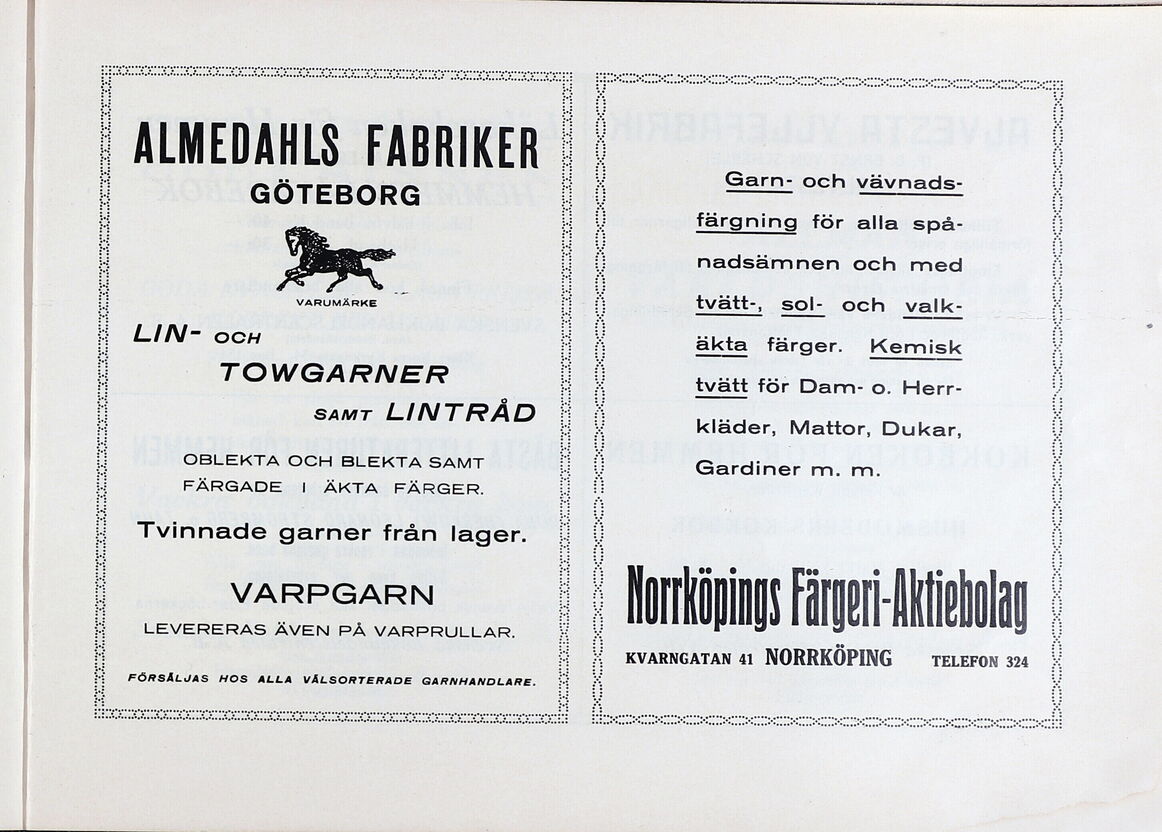 ALMEDAHLS FABRIKER
GÖTEBORG
VARUMÄRKE
LIN- OCH
TOWGARNER
SAMT LINTRÅD
OBLEKTA OCH BLEKTA SAMT
FÄRGADE I ÄKTA FÄRGER.
Tvinnade garner från lager.
VARPGARN
LEVERERAS ÄVEN PÅ VARPRULLAR.
FÖRSÄLJAS HOS ALLA VÄLSORTERADE GARNHANDLARE.
Garn- och vävnads-
färgning för alla spå-
nadsämnen och med
tvätt-, sol- och valk-
äkta färger. Kemisk
tvätt för Dam- o. Herr-
kläder, Mattor, Dukar,
Gardiner m. m.
Norrköpings Färgeri-Aktiebolag
KVARNGATAN 41 NORRKÖPING TELEFON 324